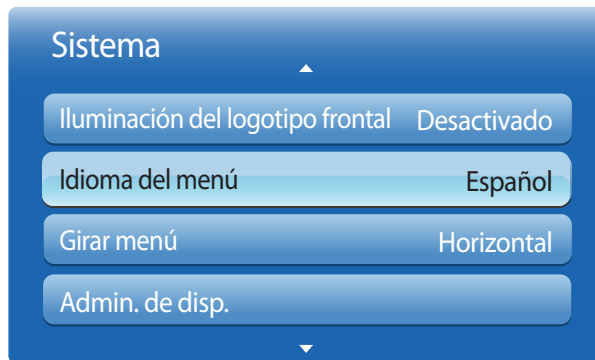 Sistema
Iluminación del logotipo frontal Desactivado
Idioma del menú Español
Girar menú Horizontal
Admin. de disp.